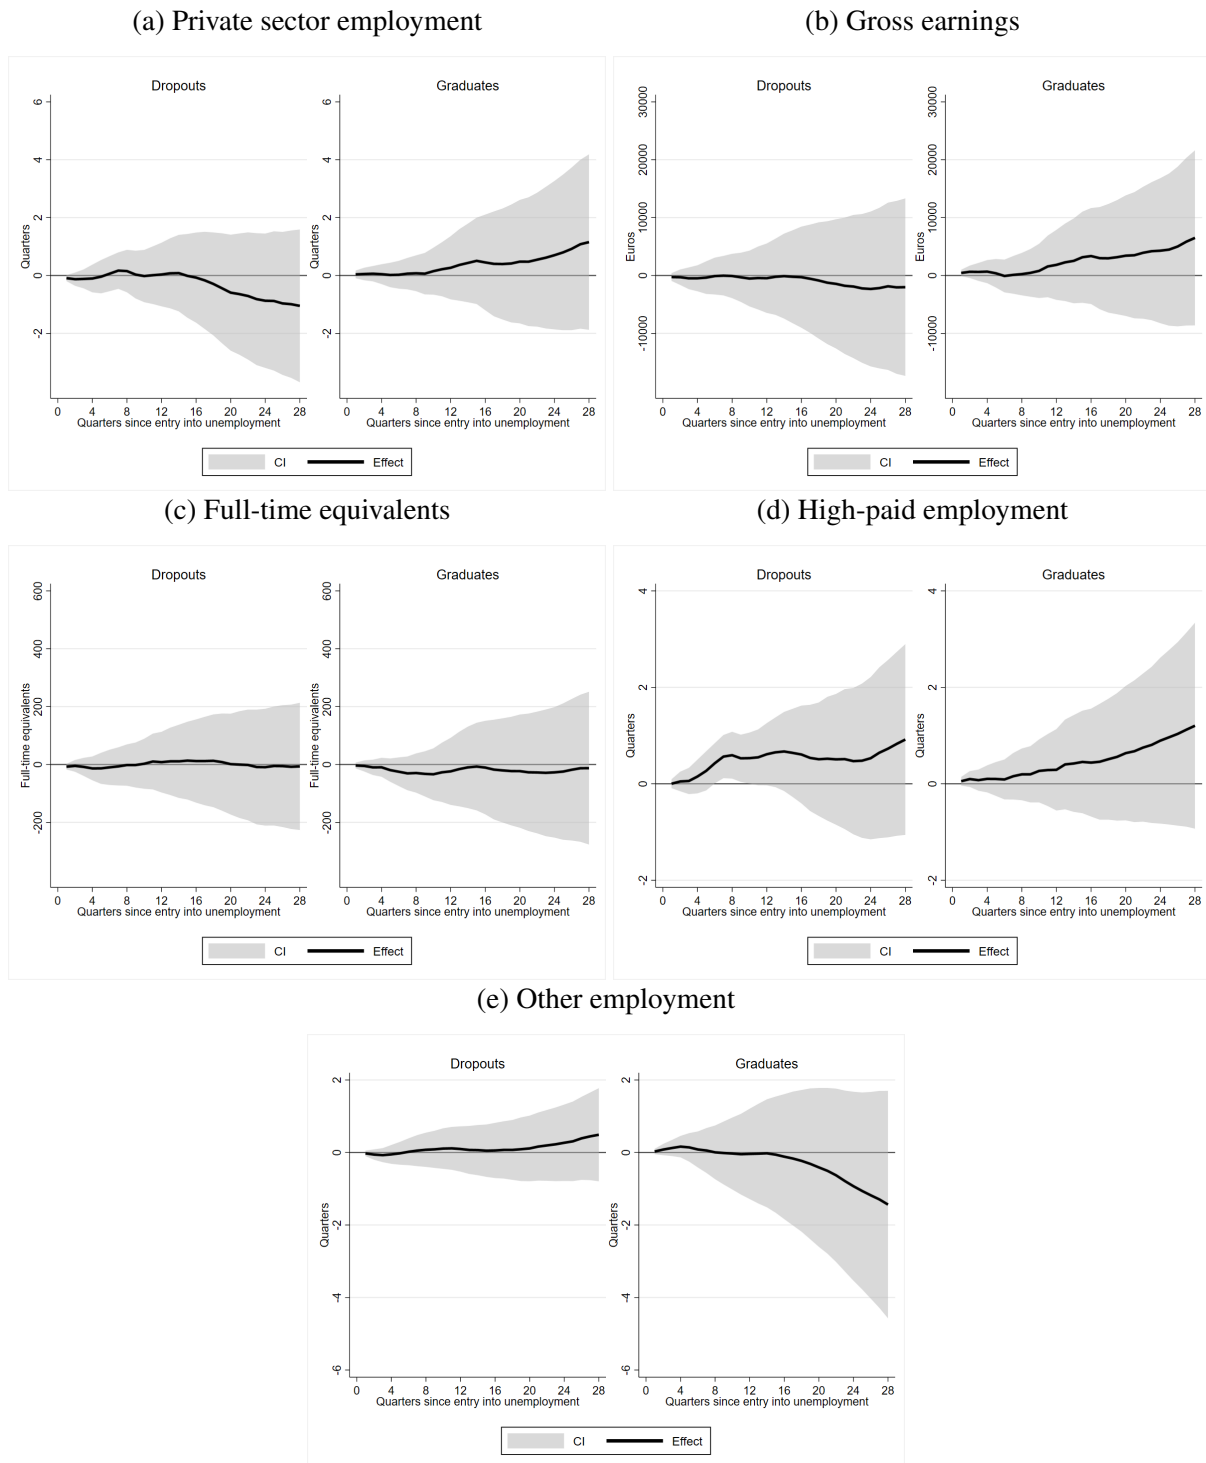 (a) Private sector employment
(b) Gross earnings
Dropouts
Graduates
Quarters
6
4
2
0
-2
0 4 8 12 16 20 24 28
Quarters since entry into unemployment
Quarters
6
4
2
0
-2
0 4 8 12 16 20 24 28
Quarters since entry into unemployment
CI
Effect
Dropouts
Graduates
Euros
30000
20000
10000
0
-10000
0 4 8 12 16 20 24 28
Quarters since entry into unemployment
Euros
30000
20000
10000
0
-10000
0 4 8 12 16 20 24 28
Quarters since entry into unemployment
CI
Effect
(c) Full-time equivalents
(d) High-paid employment
Dropouts
Graduates
Full-time equivalents
600
400
200
0
-200
0 4 8 12 16 20 24 28
Quarters since entry into unemployment
Full-time equivalents
600
400
200
0
-200
0 4 8 12 16 20 24 28
Quarters since entry into unemployment
CI
Effect
Dropouts
Graduates
Quarters
4
2
0
-2
0 4 8 12 16 20 24 28
Quarters since entry into unemployment
Quarters
4
2
0
-2
0 4 8 12 16 20 24 28
Quarters since entry into unemployment
CI
Effect
(e) Other employment
Dropouts
Graduates
Quarters
2
0
-2
-4
-6
0 4 8 12 16 20 24 28
Quarters since entry into unemployment
Quarters
2
0
-2
-4
-6
0 4 8 12 16 20 24 28
Quarters since entry into unemployment
CI
Effect